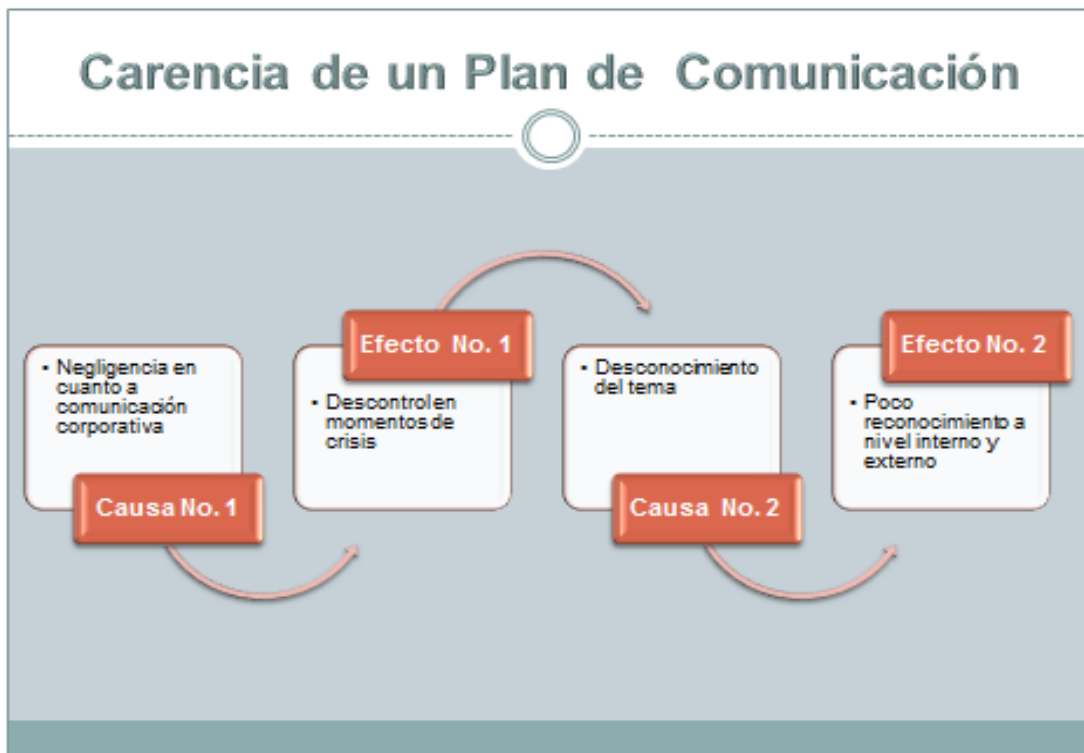 Carencia de un Plan de Comunicación
• Negligencia en
cuanto a
comunicación
corporativa
Causa No. 1
Efecto No. 1
• Descontrol en
momentos de
crisis
• Desconocimiento
del tema
Causa No. 2
Efecto No. 2
• Poco
reconocimiento a
nivel interno y
externo